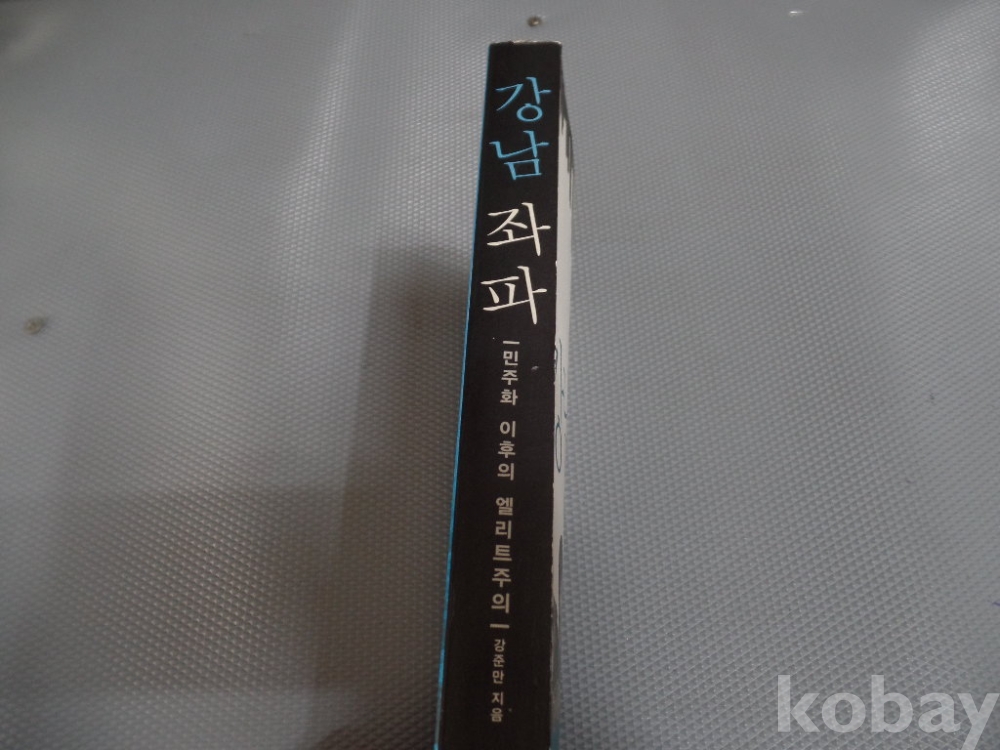 강남 좌파
|민주화 이후의 엘리트주의|
강준만 지음
kobay